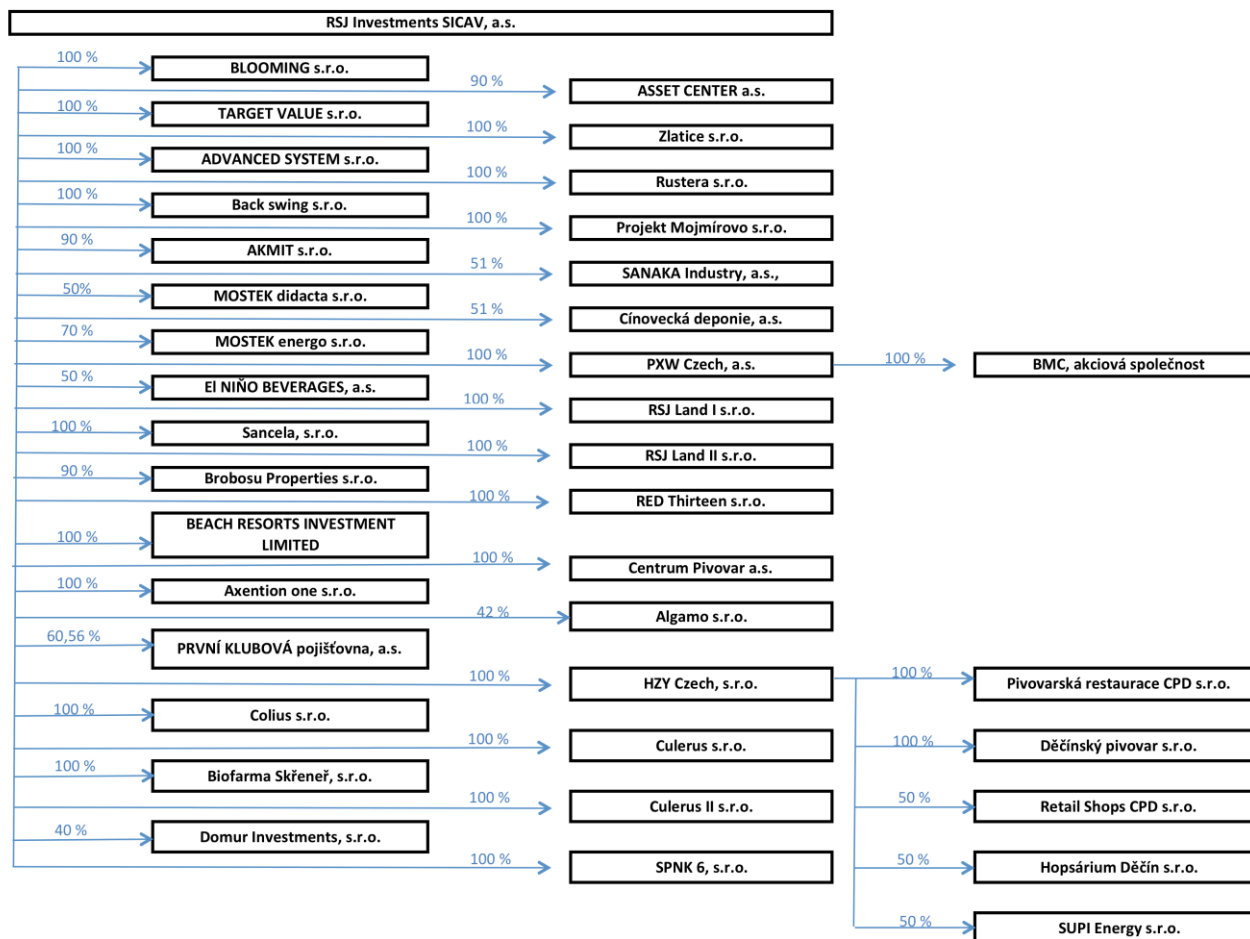 RSJ Investments SICAV, a.s.
100 %
BLOOMING s.r.o.
90 %
ASSET CENTER a.s.
100 %
TARGET VALUE s.r.o.
100 %
Zlatice s.r.o.
100 %
ADVANCED SYSTEM s.r.o.
100 %
Rustera s.r.o.
100 %
Back swing s.r.o.
100 %
Projekt Mojmírovo s.r.o.
90 %
AKMIT s.r.o.
51 %
SANAKA Industry, a.s.,
50%
MOSTEK didacta s.r.o.
51 %
Cínovecká deponie, a.s.
70 %
MOSTEK energo s.r.o.
100 %
PXW Czech, a.s.
100 %
BMC, akciová společnost
50 %
El NIÑO BEVERAGES, a.s.
100 %
RSJ Land I s.r.o.
100 %
Sancela, s.r.o.
100 %
RSJ Land II s.r.o.
90 %
Brobosu Properties s.r.o.
100 %
RED Thirteen s.r.o.
100 %
BEACH RESORTS INVESTMENT
LIMITED
100 %
Centrum Pivovar a.s.
100 %
Axention one s.r.o.
42 %
Algamo s.r.o.
60,56 %
PRVNÍ KLUBOVÁ pojišťovna, a.s.
100 %
HZY Czech, s.r.o.
100 %
Pivovarská restaurace CPD s.r.o.
100 %
Colius s.r.o.
100 %
Culerus s.r.o.
100 %
Děčínský pivovar s.r.o.
100 %
Biofarma Skřeneř, s.r.o.
100 %
Culerus II s.r.o.
50 %
Retail Shops CPD s.r.o.
40 %
Domur Investments, s.r.o.
100 %
SPNK 6, s.r.o.
50 %
Hopsárium Děčín s.r.o.
50 %
SUPI Energy s.r.o.